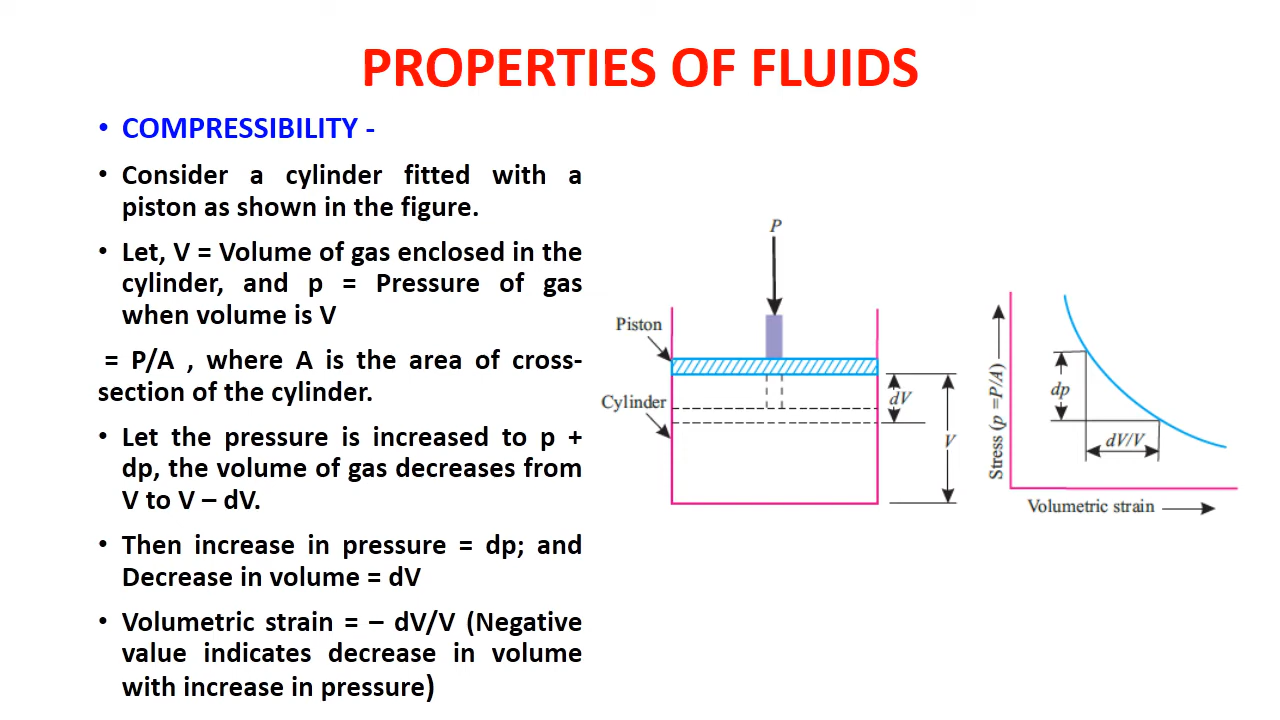 PROPERTIES OF FLUIDS
• COMPRESSIBILITY -
• Consider a cylinder fitted with a
piston as shown in the figure.
• Let, V = Volume of gas enclosed in the
cylinder, and p = Pressure of gas
when volume is V
= P/A , where A is the area of cross-
section of the cylinder.
• Let the pressure is increased to p +
dp, the volume of gas decreases from
V to V – dV.
• Then increase in pressure = dp; and
Decrease in volume = dV
• Volumetric strain = – dV/V (Negative
value indicates decrease in volume
with increase in pressure)
P
Piston
Cylinder
dV
V
Stress (p =P/A)
dp
dV/V
Volumetric strain